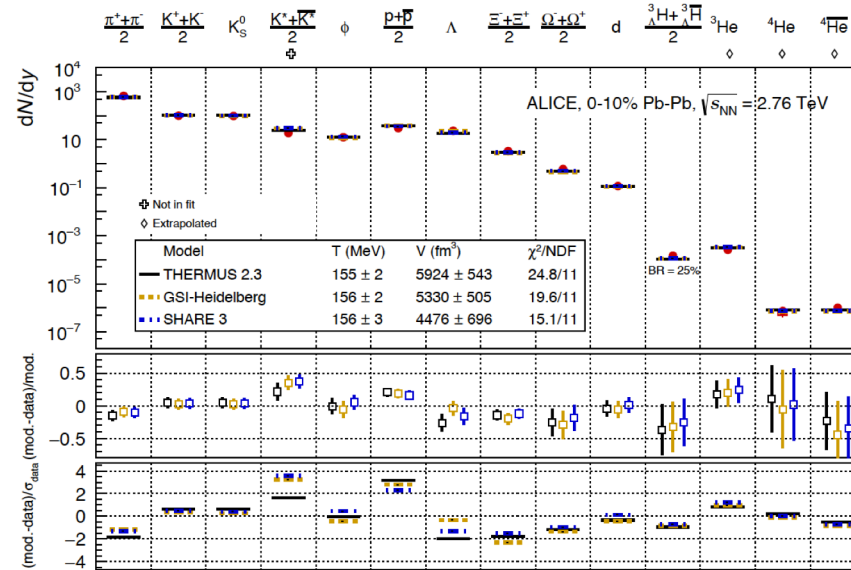 π⁺+π⁻/2 K⁺+K⁻/2 K⁰S K*+K̅*/2 ϕ p+p̅/2 Λ Ξ⁻+Ξ⁺/2 Ω⁻+Ω⁺/2 d ³ΛH+³ΛH̅/2 ³He ⁴He ⁴H̅e̅
dN/dy
10⁴
10³
10
10⁻¹
10⁻³
10⁻⁵
10⁻⁷
ALICE, 0-10% Pb-Pb, √sNN = 2.76 TeV
Not in fit
Extrapolated
BR = 25%
Model T (MeV) V (fm³) χ²/NDF
THERMUS 2.3 155 ± 2 5924 ± 543 24.8/11
GSI-Heidelberg 156 ± 2 5330 ± 505 19.6/11
SHARE 3 156 ± 3 4476 ± 696 15.1/11
(mod.-data)/mod.
0.5
0.0
−0.5
(mod.-data)/σdata
4
2
0
−2
−4